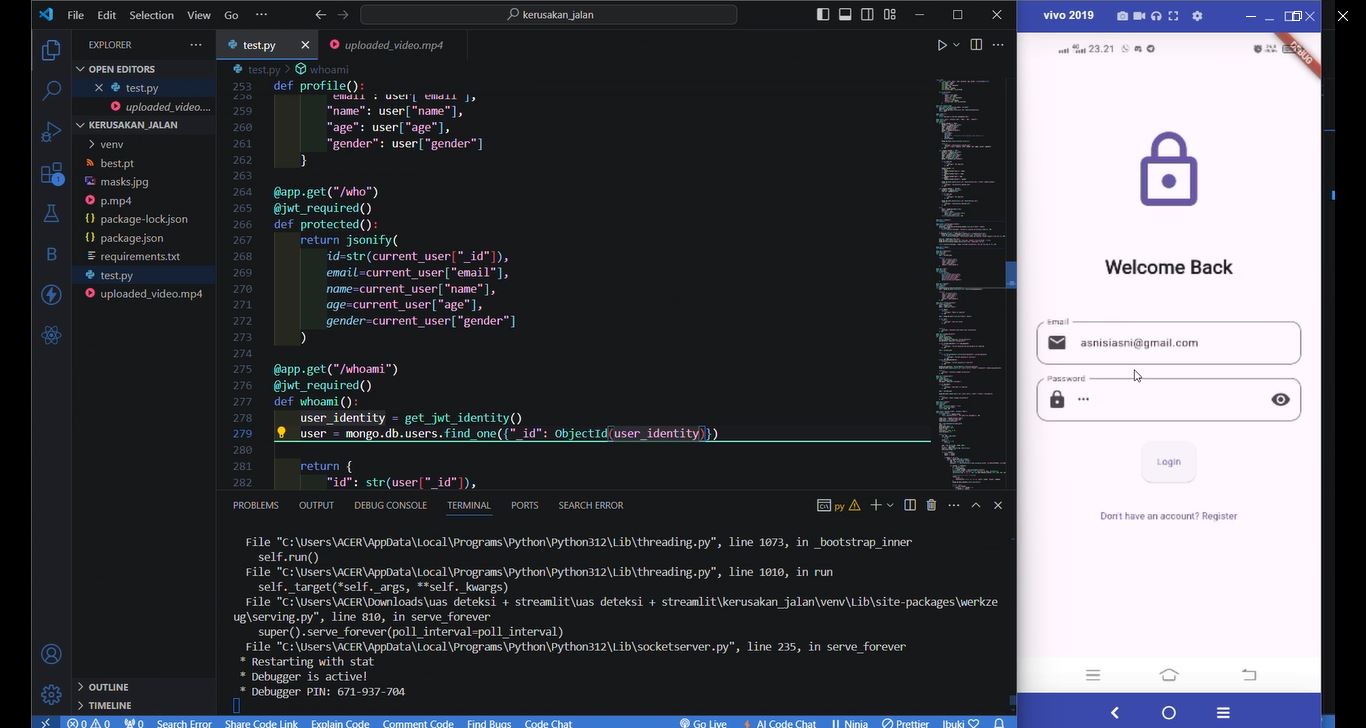 File Edit Selection View Go ···
kerusakan_jalan
EXPLORER ···
OPEN EDITORS
test.py
uploaded_video....
KERUSAKAN_JALAN
venv
best.pt
masks.jpg
p.mp4
package-lock.json
package.json
requirements.txt
test.py
uploaded_video.mp4
OUTLINE
TIMELINE
test.py uploaded_video.mp4
test.py > whoami
253 def profile():
258 "email": user["email"],
259 "name": user["name"],
260 "age": user["age"],
261 "gender": user["gender"]
262 }
263
264 @app.get("/who")
265 @jwt_required()
266 def protected():
267 return jsonify(
268 id=str(current_user["_id"]),
269 email=current_user["email"],
270 name=current_user["name"],
271 age=current_user["age"],
272 gender=current_user["gender"]
273 )
274
275 @app.get("/whoami")
276 @jwt_required()
277 def whoami():
278 user_identity = get_jwt_identity()
279 user = mongo.db.users.find_one({"_id": ObjectId(user_identity)})
280
281 return {
282 "id": str(user["_id"]),
PROBLEMS OUTPUT DEBUG CONSOLE TERMINAL PORTS SEARCH ERROR
py
File "C:\Users\ACER\AppData\Local\Programs\Python\Python312\Lib\threading.py", line 1073, in _bootstrap_inner
self.run()
File "C:\Users\ACER\AppData\Local\Programs\Python\Python312\Lib\threading.py", line 1010, in run
self._target(*self._args, **self._kwargs)
File "C:\Users\ACER\Downloads\uas deteksi + streamlit\uas deteksi + streamlit\kerusakan_jalan\venv\Lib\site-packages\werkze
ug\serving.py", line 810, in serve_forever
super().serve_forever(poll_interval=poll_interval)
File "C:\Users\ACER\AppData\Local\Programs\Python\Python312\Lib\socketserver.py", line 235, in serve_forever
* Restarting with stat
* Debugger is active!
* Debugger PIN: 671-937-704
0 0 0 Search Error Share Code Link Explain Code Comment Code Find Bugs Code Chat Go Live AI Code Chat Ninja Prettier Ibuki
vivo 2019
23.21
DEBUG
Welcome Back
Email
asnisiasni@gmail.com
Password
···
Login
Don't have an account? Register